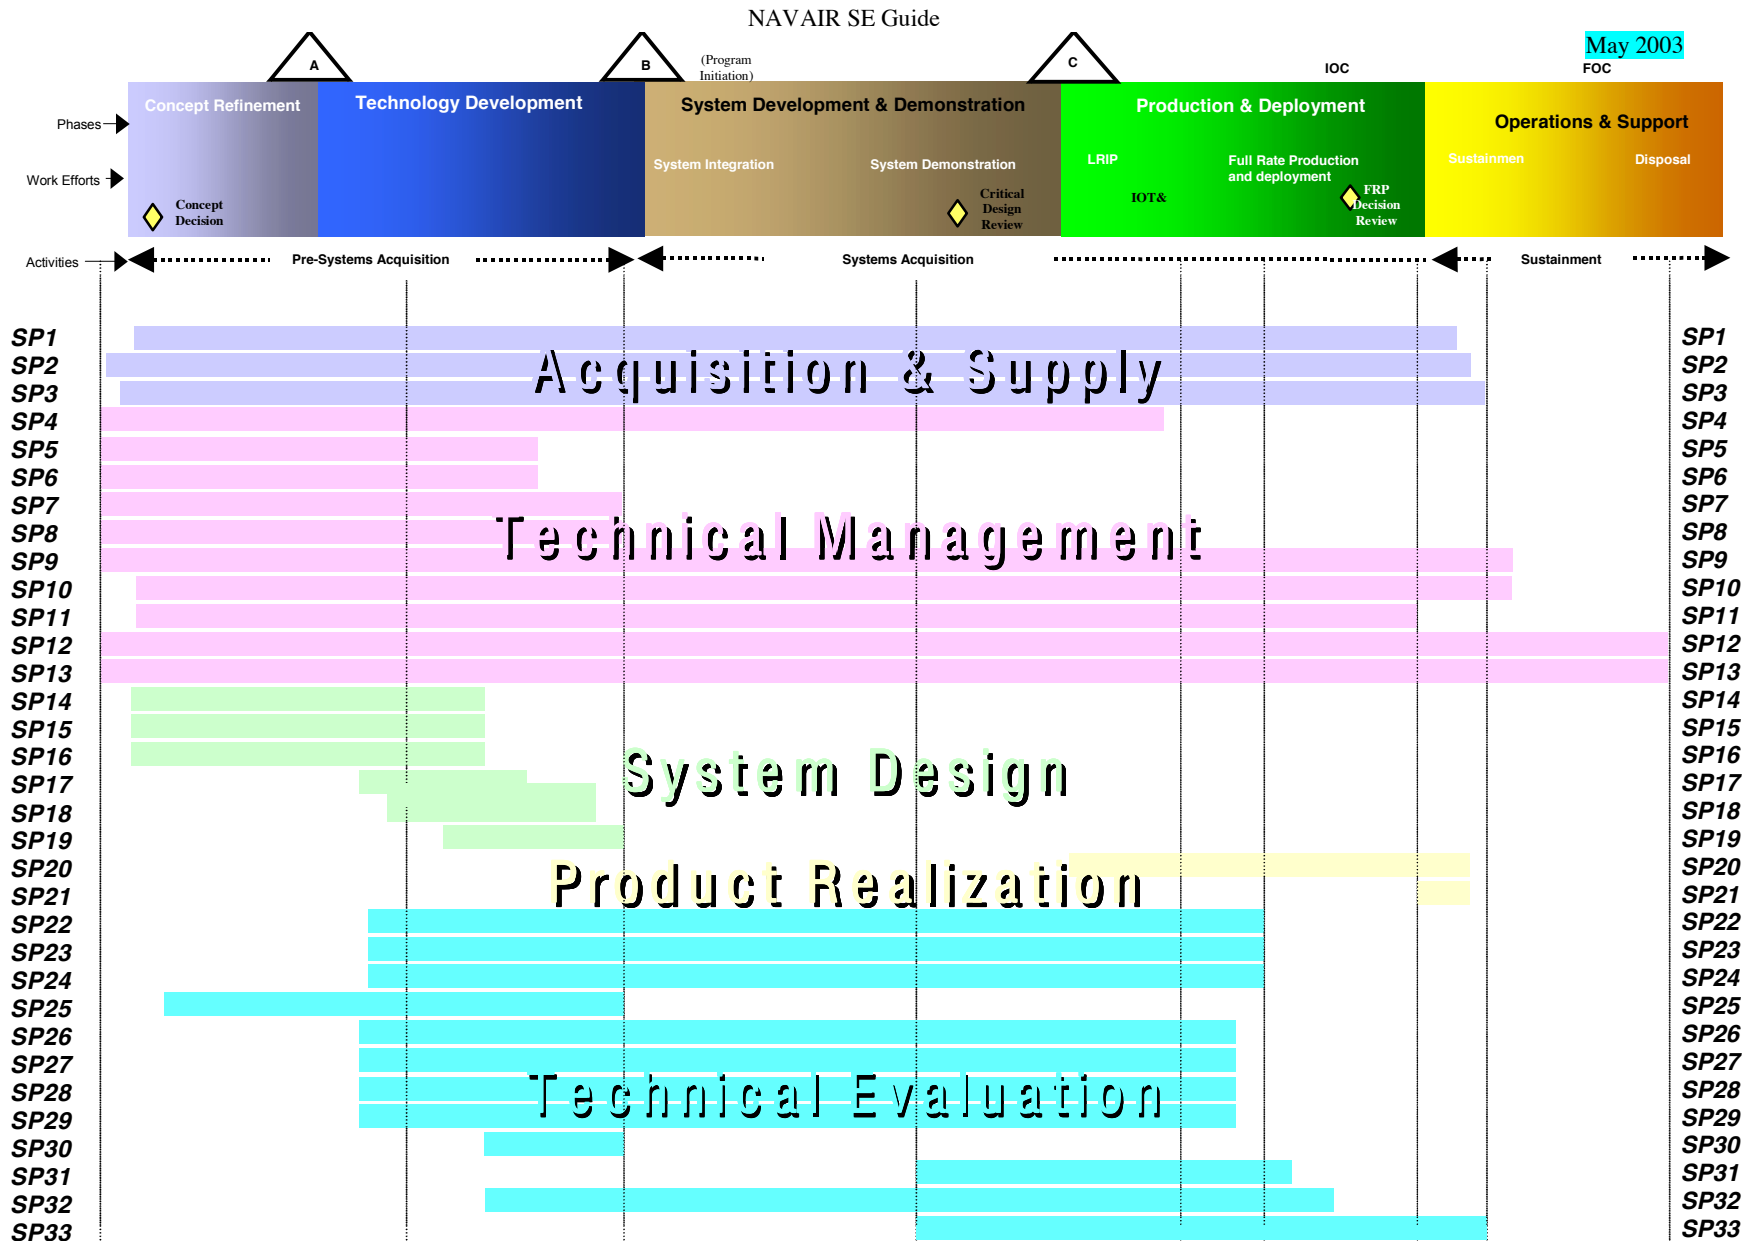 NAVAIR SE Guide
May 2003
A
B
(Program
Initiation)
C
IOC
FOC
Concept Refinement
Technology Development
System Development & Demonstration
Production & Deployment
Operations & Support
Phases
Work Efforts
System Integration
System Demonstration
LRIP
Full Rate Production
and deployment
Sustainmen
Disposal
IOT&
Concept
Decision
Critical
Design
Review
FRP
Decision
Review
Activities
Pre-Systems Acquisition
Systems Acquisition
Sustainment
SP1 SP1
SP2 SP2
Acquisition & Supply
SP3 SP3
SP4 SP4
SP5 SP5
SP6 SP6
SP7 SP7
SP8 SP8
Technical Management
SP9 SP9
SP10 SP10
SP11 SP11
SP12 SP12
SP13 SP13
SP14 SP14
SP15 SP15
SP16 SP16
System Design
SP17 SP17
SP18 SP18
SP19 SP19
SP20 SP20
Product Realization
SP21 SP21
SP22 SP22
SP23 SP23
SP24 SP24
SP25 SP25
SP26 SP26
SP27 SP27
SP28 SP28
Technical Evaluation
SP29 SP29
SP30 SP30
SP31 SP31
SP32 SP32
SP33 SP33